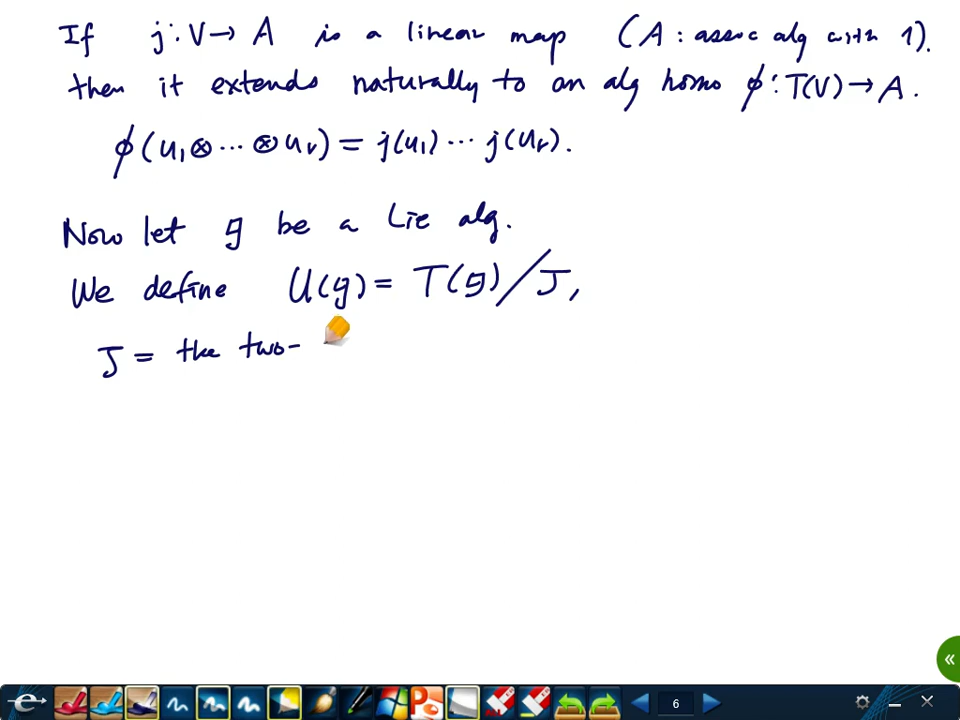 If j: V → A is a linear map (A: assoc alg with 1).
then it extends naturally to an alg homo ϕ: T(V) → A.
ϕ(u₁⊗⋯⊗uᵣ) = j(u₁)⋯j(uᵣ).
Now let g be a Lie alg.
We define U(g) = T(g)/J,
J = the two-
6